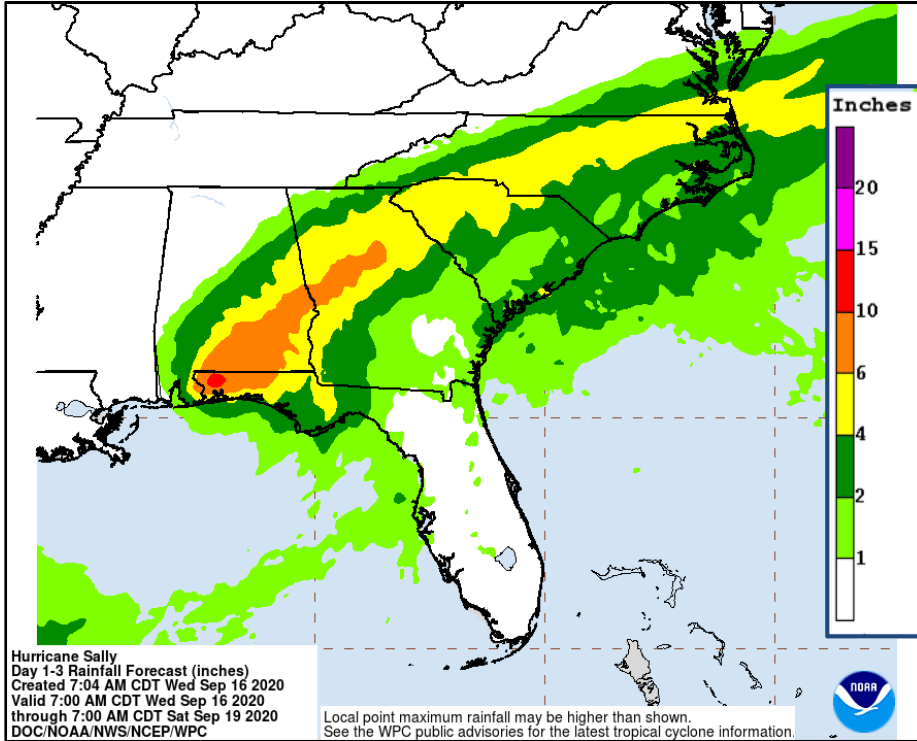 Inches
20
15
10
6
4
2
1
Hurricane Sally
Day 1-3 Rainfall Forecast (inches)
Created 7:04 AM CDT Wed Sep 16 2020
Valid 7:00 AM CDT Wed Sep 16 2020
through 7:00 AM CDT Sat Sep 19 2020
DOC/NOAA/NWS/NCEP/WPC
Local point maximum rainfall may be higher than shown.
See the WPC public advisories for the latest tropical cyclone information.
NOAA